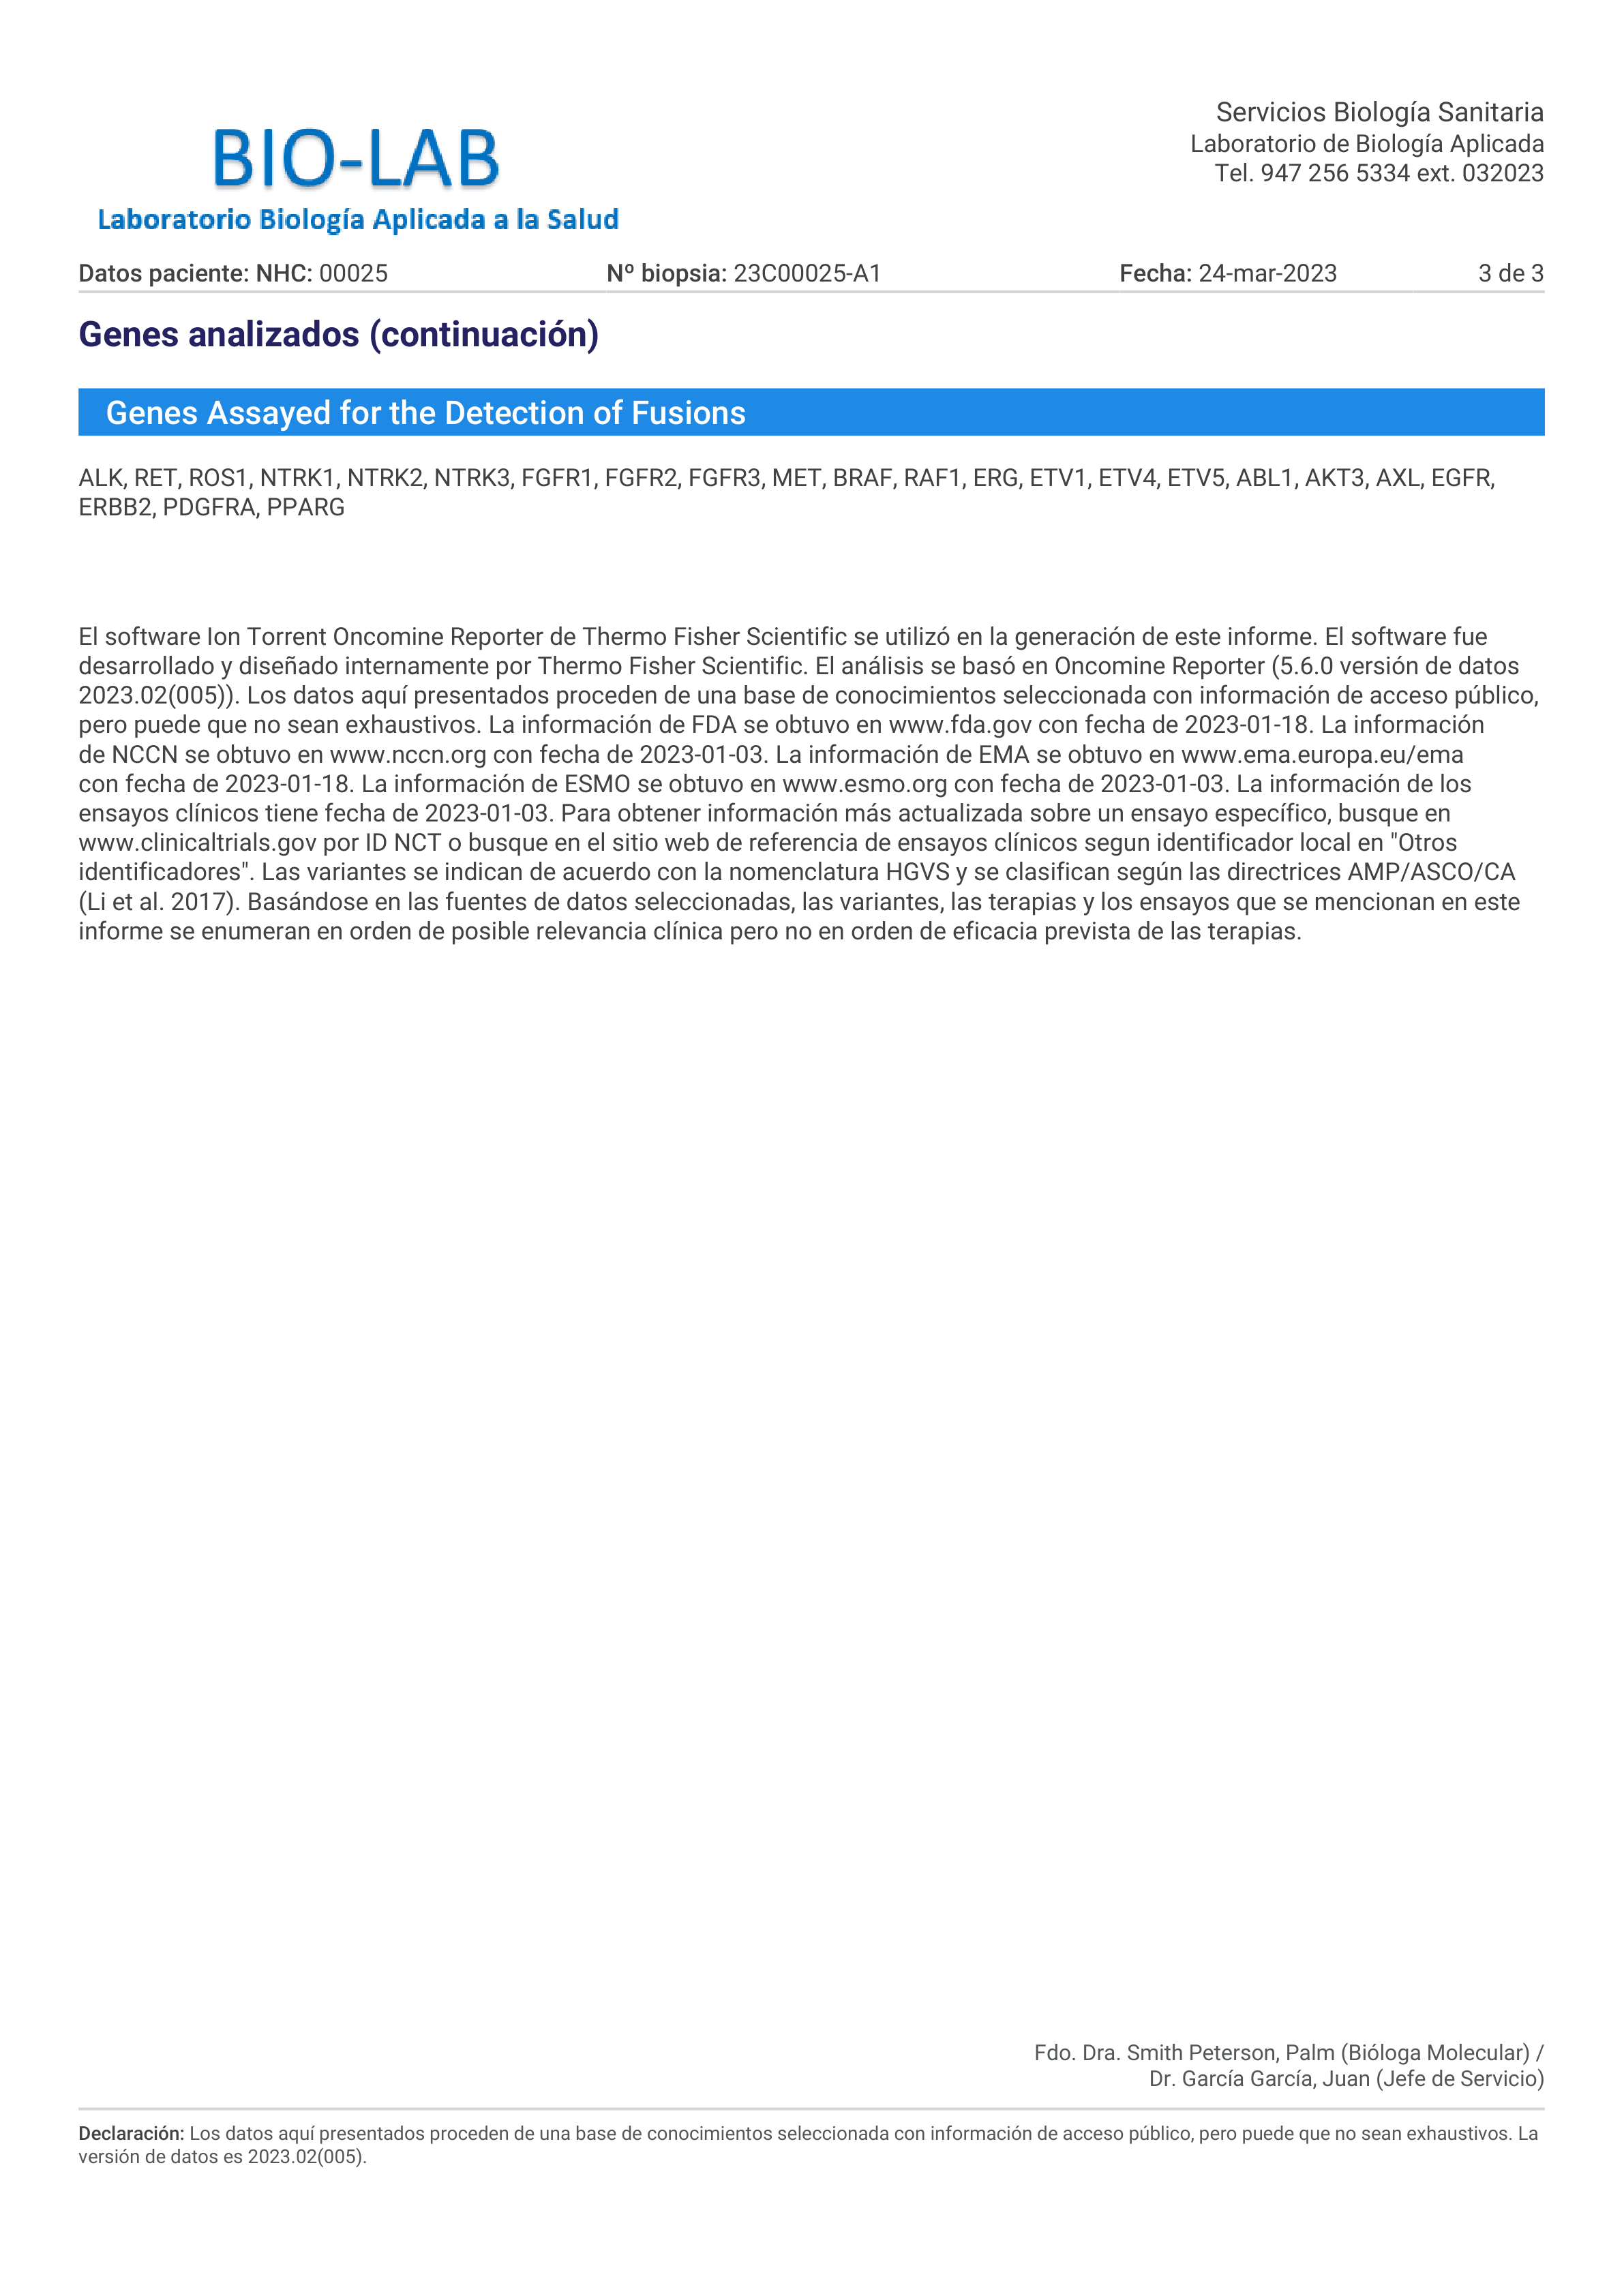 BIO-LAB
Laboratorio Biología Aplicada a la Salud
Servicios Biología Sanitaria
Laboratorio de Biología Aplicada
Tel. 947 256 5334 ext. 032023
Datos paciente: NHC: 00025 Nº biopsia: 23C00025-A1 Fecha: 24-mar-2023 3 de 3
Genes analizados (continuación)
Genes Assayed for the Detection of Fusions
ALK, RET, ROS1, NTRK1, NTRK2, NTRK3, FGFR1, FGFR2, FGFR3, MET, BRAF, RAF1, ERG, ETV1, ETV4, ETV5, ABL1, AKT3, AXL, EGFR,
ERBB2, PDGFRA, PPARG
El software Ion Torrent Oncomine Reporter de Thermo Fisher Scientific se utilizó en la generación de este informe. El software fue
desarrollado y diseñado internamente por Thermo Fisher Scientific. El análisis se basó en Oncomine Reporter (5.6.0 versión de datos
2023.02(005)). Los datos aquí presentados proceden de una base de conocimientos seleccionada con información de acceso público,
pero puede que no sean exhaustivos. La información de FDA se obtuvo en www.fda.gov con fecha de 2023-01-18. La información
de NCCN se obtuvo en www.nccn.org con fecha de 2023-01-03. La información de EMA se obtuvo en www.ema.europa.eu/ema
con fecha de 2023-01-18. La información de ESMO se obtuvo en www.esmo.org con fecha de 2023-01-03. La información de los
ensayos clínicos tiene fecha de 2023-01-03. Para obtener información más actualizada sobre un ensayo específico, busque en
www.clinicaltrials.gov por ID NCT o busque en el sitio web de referencia de ensayos clínicos segun identificador local en "Otros
identificadores". Las variantes se indican de acuerdo con la nomenclatura HGVS y se clasifican según las directrices AMP/ASCO/CA
(Li et al. 2017). Basándose en las fuentes de datos seleccionadas, las variantes, las terapias y los ensayos que se mencionan en este
informe se enumeran en orden de posible relevancia clínica pero no en orden de eficacia prevista de las terapias.
Fdo. Dra. Smith Peterson, Palm (Bióloga Molecular) /
Dr. García García, Juan (Jefe de Servicio)
Declaración: Los datos aquí presentados proceden de una base de conocimientos seleccionada con información de acceso público, pero puede que no sean exhaustivos. La
versión de datos es 2023.02(005).